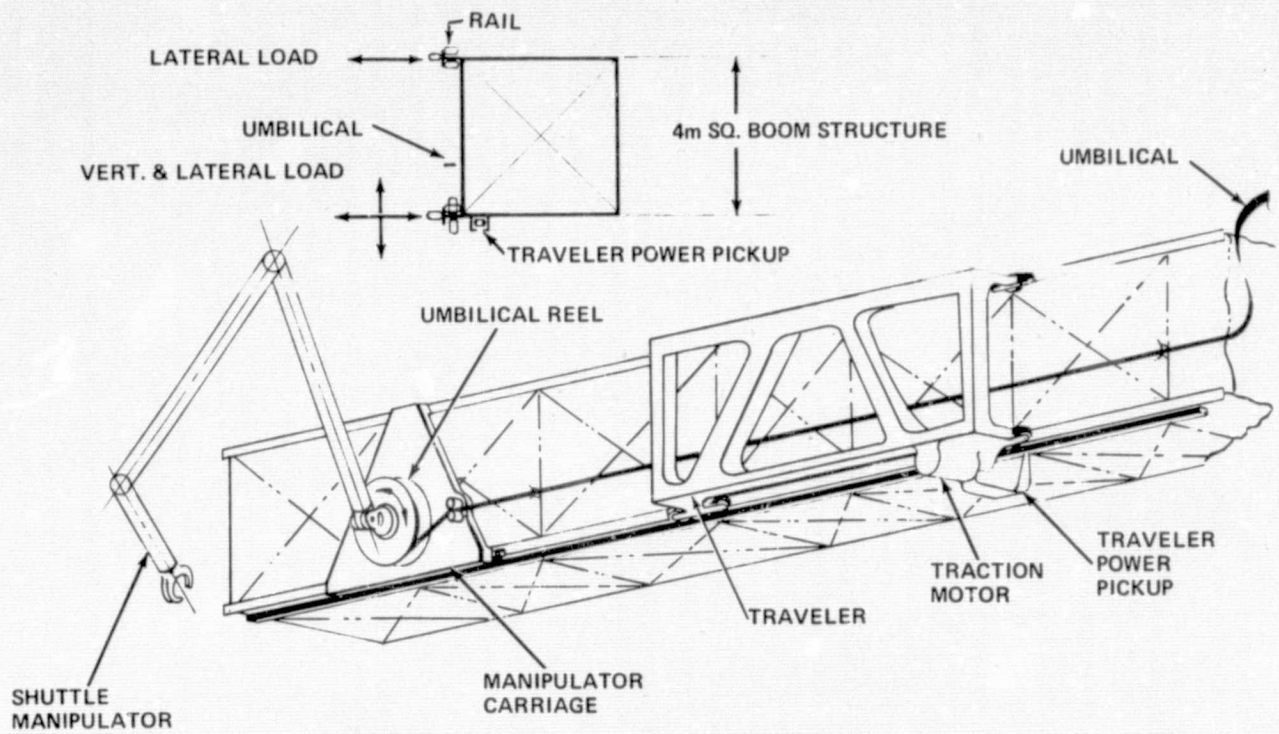 RAIL
LATERAL LOAD
UMBILICAL
4m SQ. BOOM STRUCTURE
VERT. & LATERAL LOAD
UMBILICAL
TRAVELER POWER PICKUP
UMBILICAL REEL
TRACTION
MOTOR
TRAVELER
POWER
PICKUP
TRAVELER
MANIPULATOR
CARRIAGE
SHUTTLE
MANIPULATOR